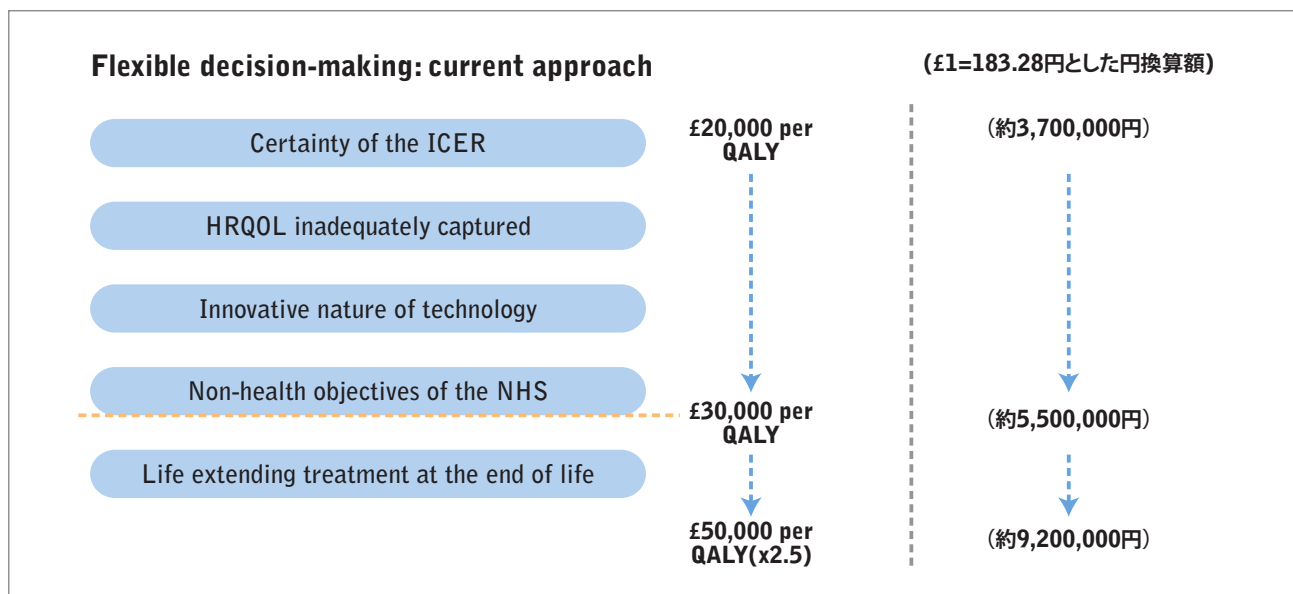 Flexible decision-making: current approach
(£1=183.28円とした円換算額)
Certainty of the ICER
£20,000 per
QALY
(約3,700,000円)
HRQOL inadequately captured
Innovative nature of technology
Non-health objectives of the NHS
£30,000 per
QALY
(約5,500,000円)
Life extending treatment at the end of life
£50,000 per
QALY(x2.5)
(約9,200,000円)